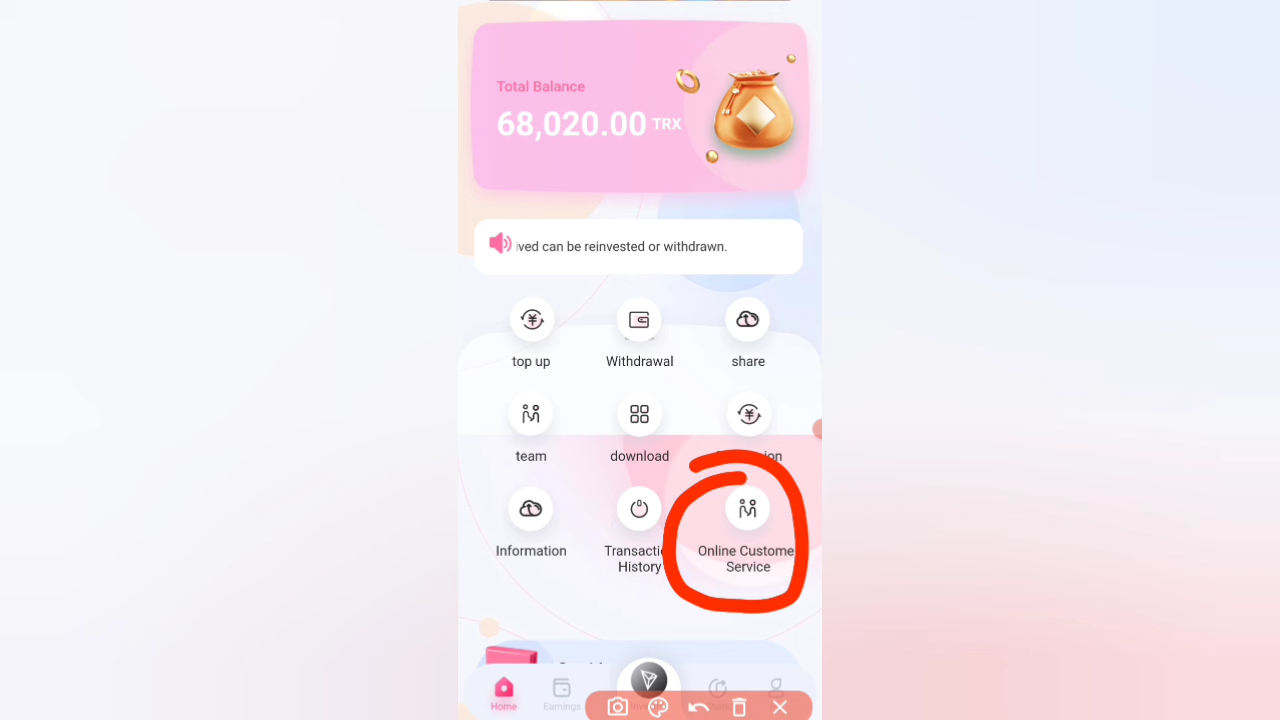 Total Balance
68,020.00 TRX
ved can be reinvested or withdrawn.
top up
Withdrawal
share
team
download
Information
Transacti
History
Online Custome
Service
Home
Earnings